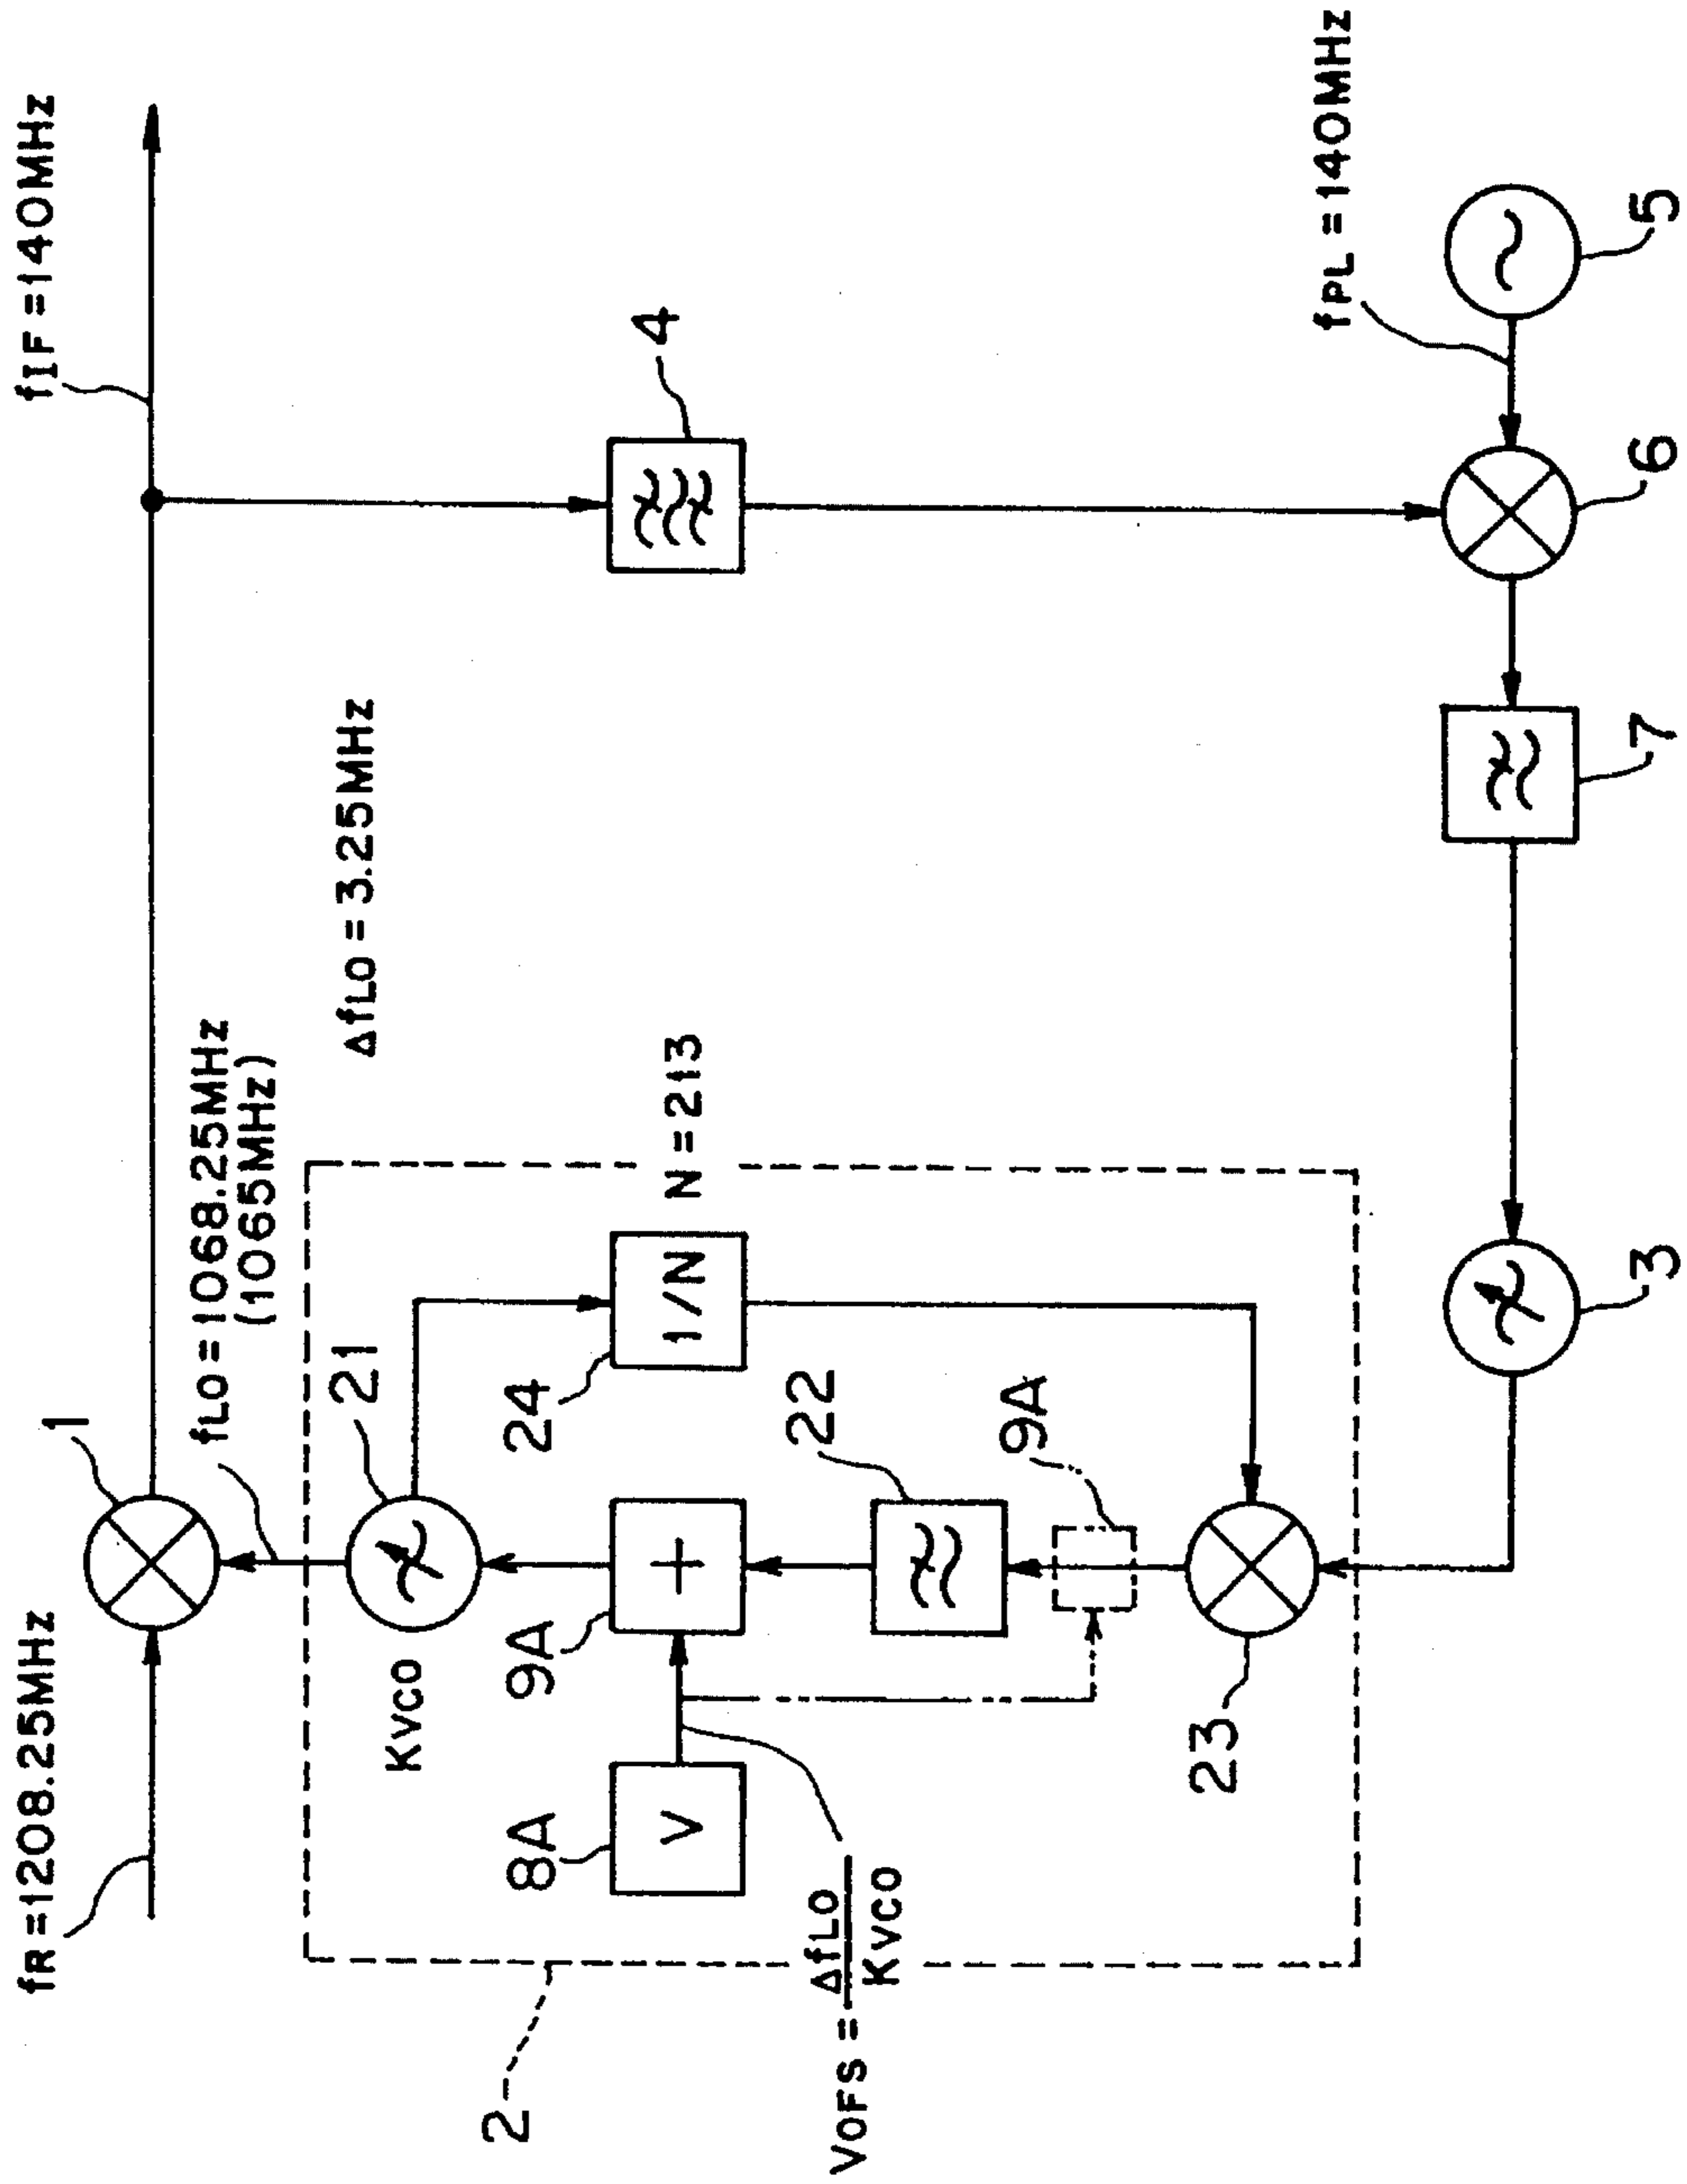 fR = 1208.25MHz
1
fLO = 1068.25MHz
(1065MHz)
fIF = 140MHz
ΔfLO = 3.25MHz
2
KVCO
21
8A
V
9A
+
24
1/N
N = 213
4
VOFS = ΔfLO / KVCO
22
9A
23
3
7
6
5
fPL = 140MHz